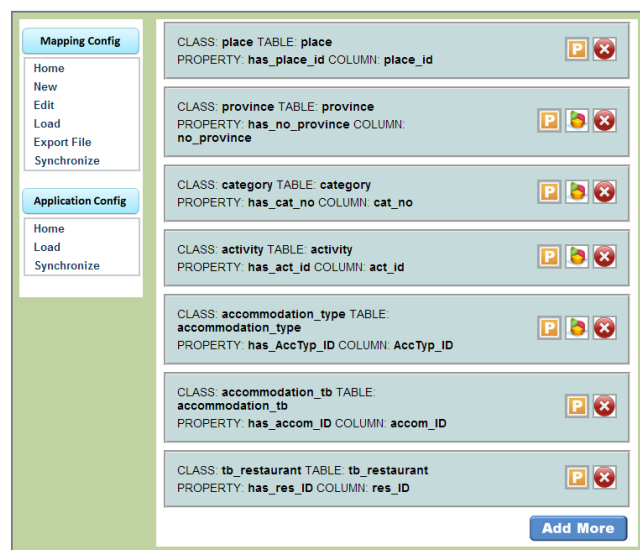 Mapping Config
Home
New
Edit
Load
Export File
Synchronize
Application Config
Home
Load
Synchronize
CLASS: place TABLE: place
PROPERTY: has_place_id COLUMN: place_id
P
CLASS: province TABLE: province
PROPERTY: has_no_province COLUMN:
no_province
P
CLASS: category TABLE: category
PROPERTY: has_cat_no COLUMN: cat_no
P
CLASS: activity TABLE: activity
PROPERTY: has_act_id COLUMN: act_id
P
CLASS: accommodation_type TABLE:
accommodation_type
PROPERTY: has_AccTyp_ID COLUMN: AccTyp_ID
P
CLASS: accommodation_tb TABLE:
accommodation_tb
PROPERTY: has_accom_ID COLUMN: accom_ID
P
CLASS: tb_restaurant TABLE: tb_restaurant
PROPERTY: has_res_ID COLUMN: res_ID
P
Add More